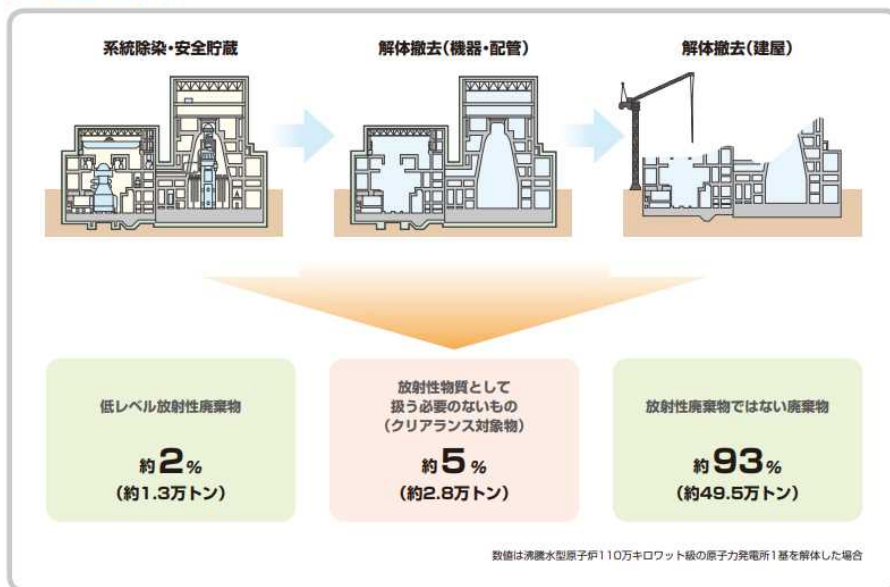 系統除染・安全貯蔵
解体撤去(機器・配管)
解体撤去(建屋)
低レベル放射性廃棄物
約2%
(約1.3万トン)
放射性物質として
扱う必要のないもの
(クリアランス対象物)
約5%
(約2.8万トン)
放射性廃棄物ではない廃棄物
約93%
(約49.5万トン)
数値は沸騰水型原子炉110万キロワット級の原子力発電所1基を解体した場合